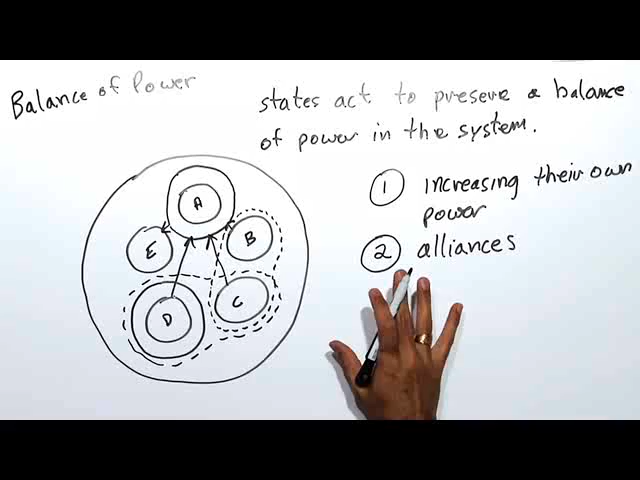 Balance of Power
states act to preserve a balance
of power in the system.
1 increasing their own
power
2 alliances
A
E
B
C
D